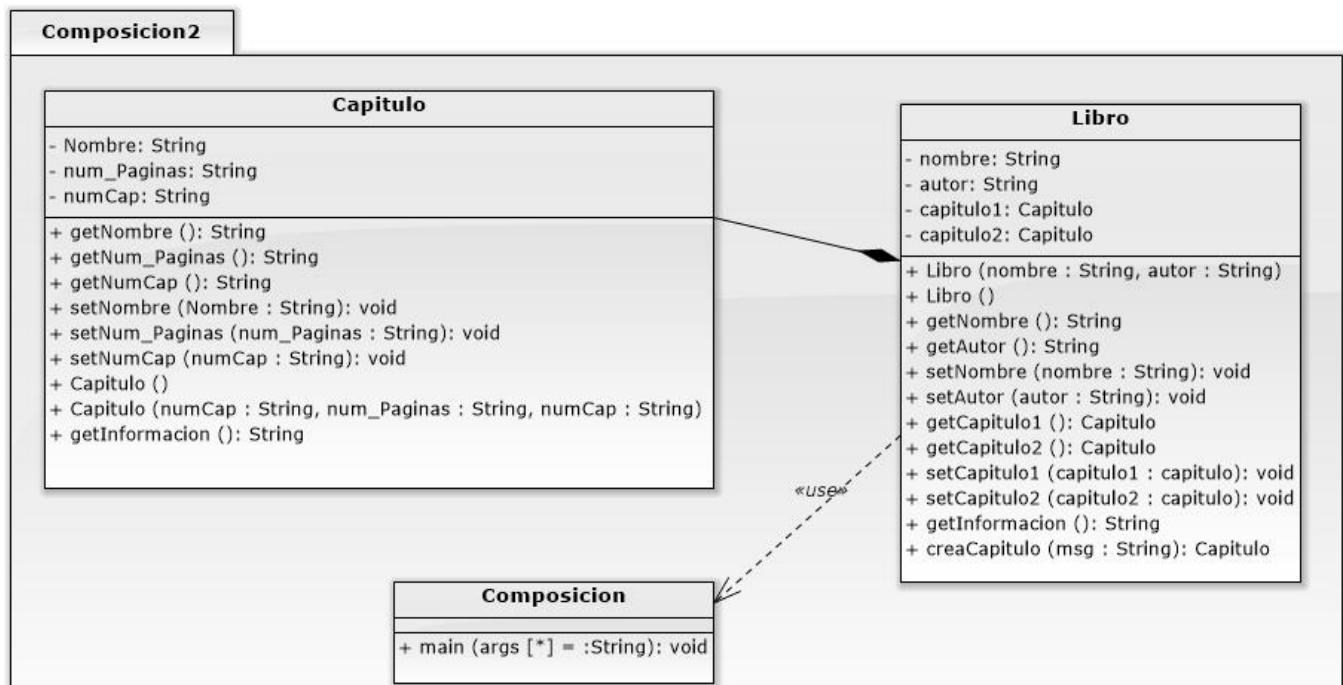 Composicion2
Capitulo
- Nombre: String
- num_Paginas: String
- numCap: String
+ getNombre (): String
+ getNum_Paginas (): String
+ getNumCap (): String
+ setNombre (Nombre : String): void
+ setNum_Paginas (num_Paginas : String): void
+ setNumCap (numCap : String): void
+ Capitulo ()
+ Capitulo (numCap : String, num_Paginas : String, numCap : String)
+ getInformacion (): String
Libro
- nombre: String
- autor: String
- capitulo1: Capitulo
- capitulo2: Capitulo
+ Libro (nombre : String, autor : String)
+ Libro ()
+ getNombre (): String
+ getAutor (): String
+ setNombre (nombre : String): void
+ setAutor (autor : String): void
+ getCapitulo1 (): Capitulo
+ getCapitulo2 (): Capitulo
+ setCapitulo1 (capitulo1 : capitulo): void
+ setCapitulo2 (capitulo2 : capitulo): void
+ getInformacion (): String
+ creaCapitulo (msg : String): Capitulo
«use»
Composicion
+ main (args [*] = :String): void